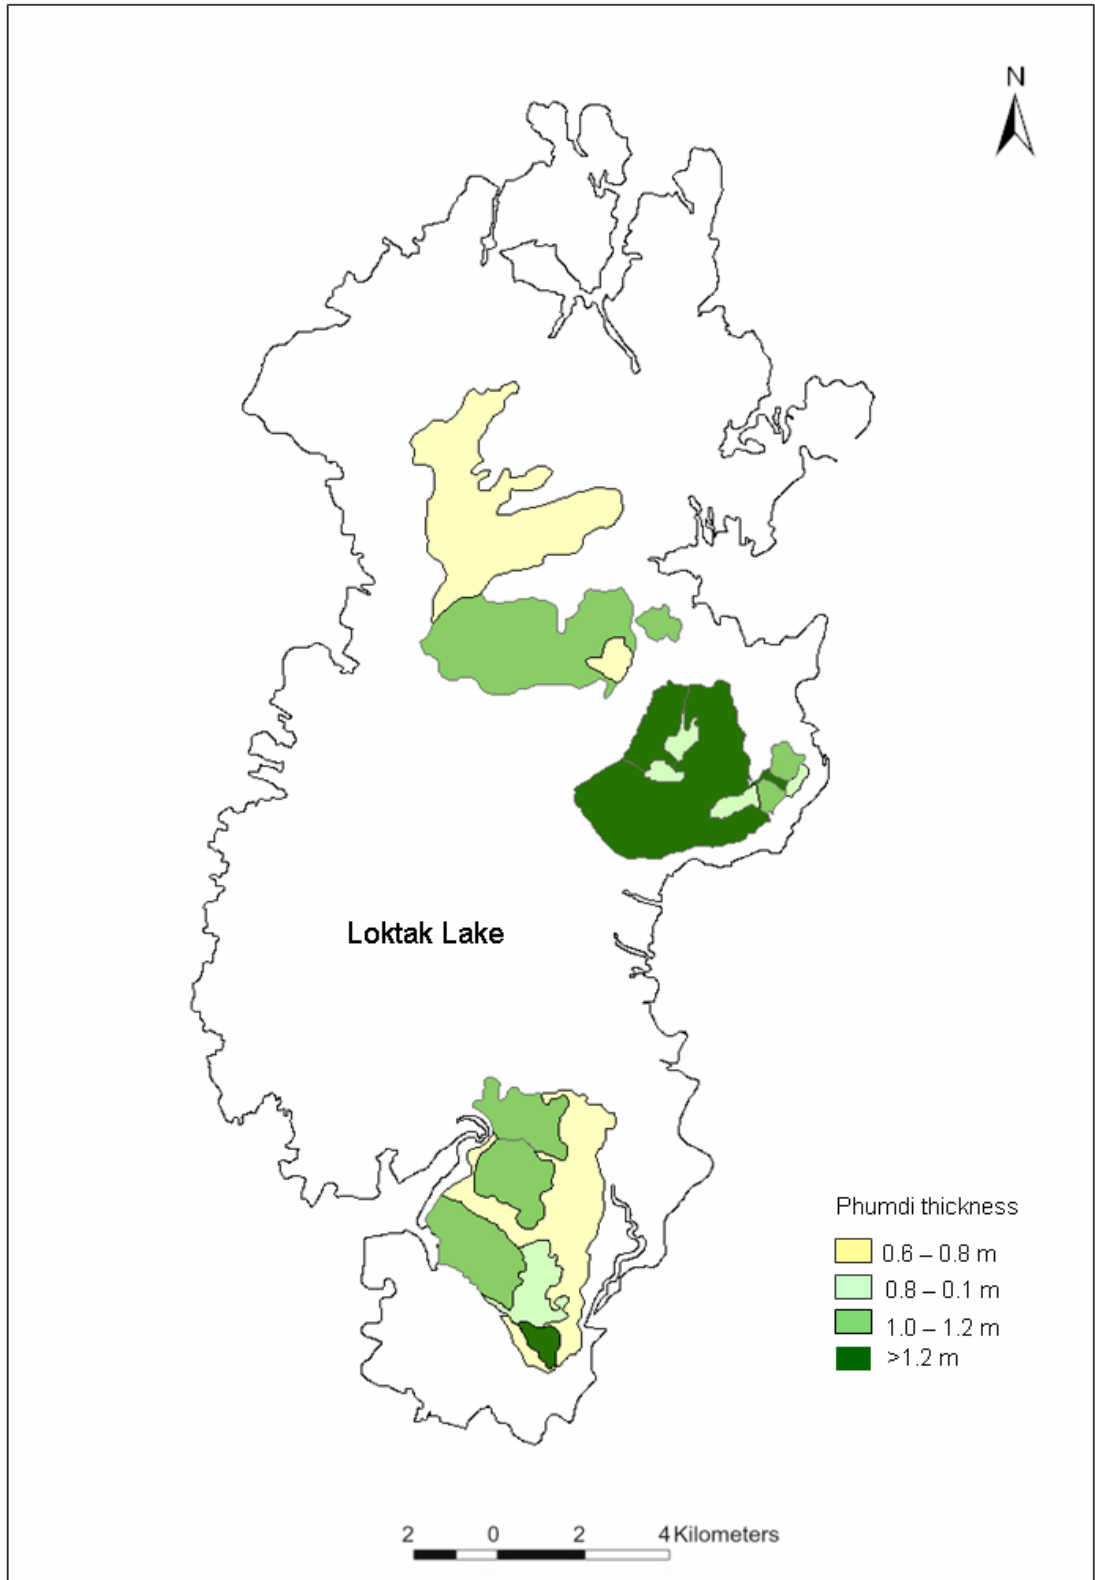 N
Loktak Lake
Phumdi thickness
0.6 – 0.8 m
0.8 – 0.1 m
1.0 – 1.2 m
>1.2 m
2 0 2 4 Kilometers